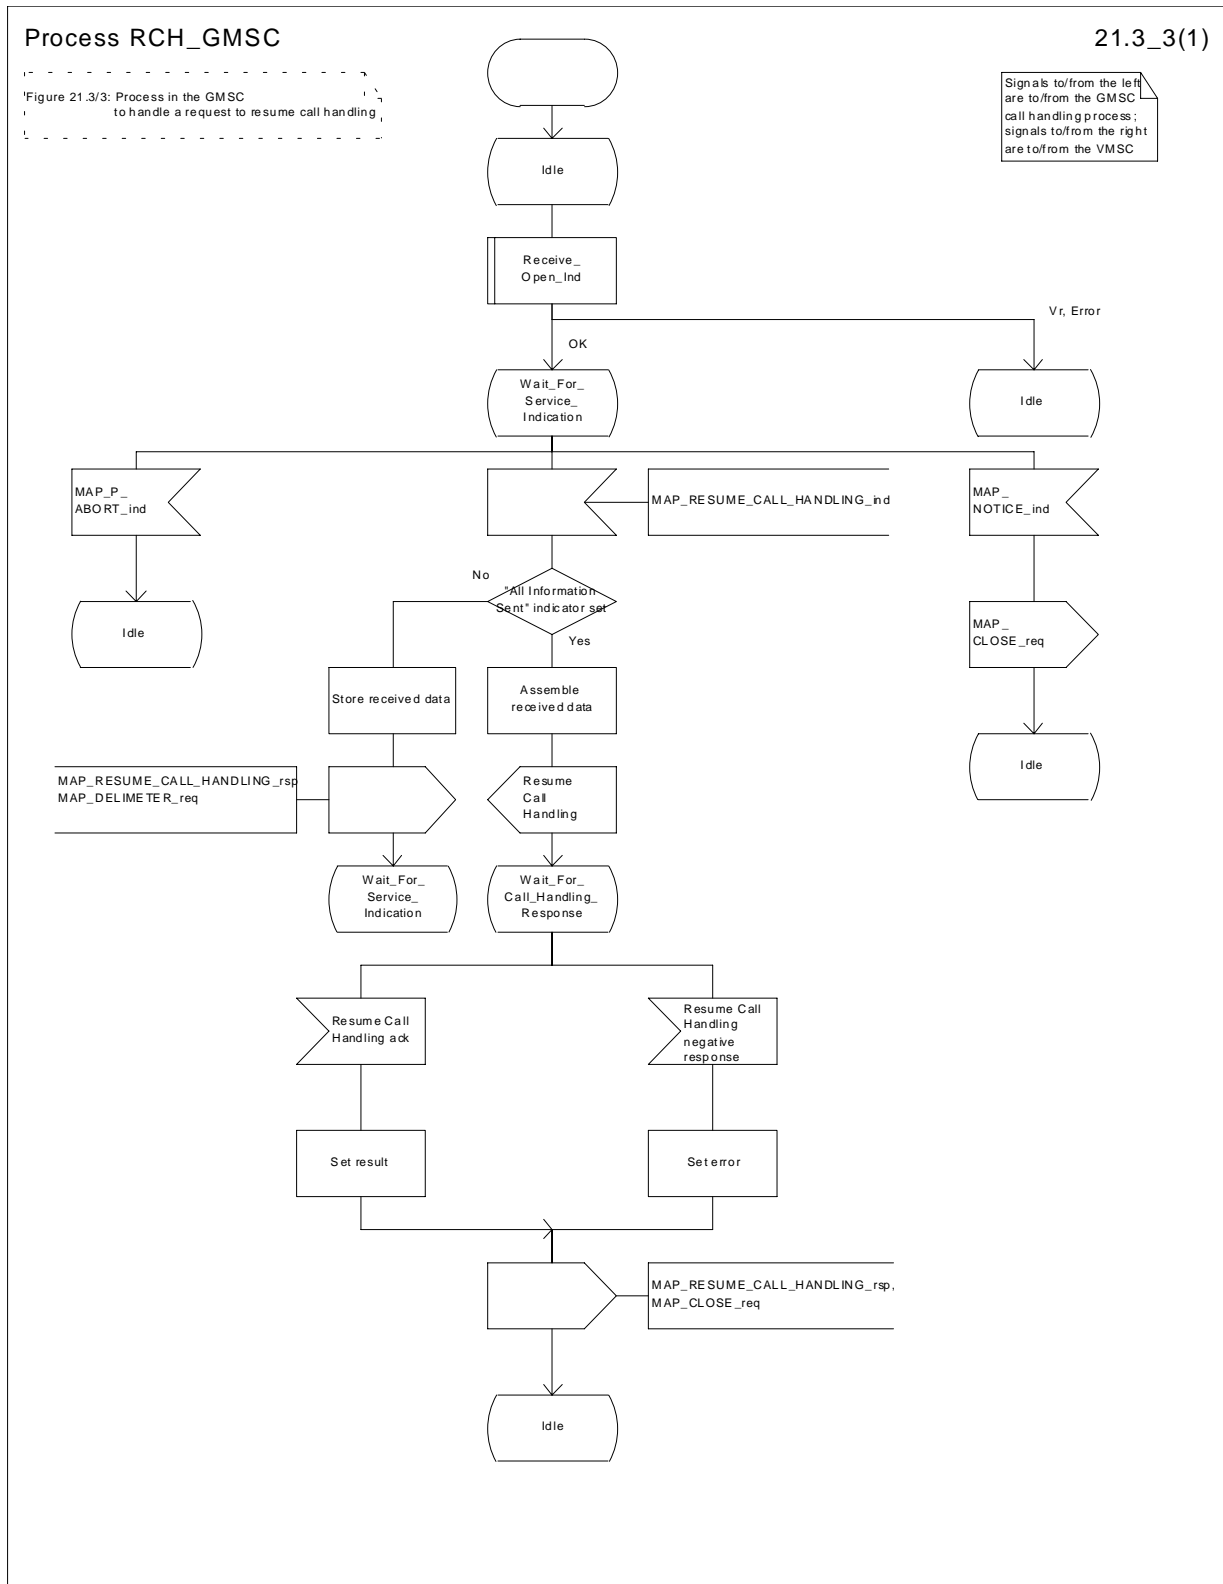 Process RCH_GMSC
21.3_3(1)
Figure 21.3/3: Process in the GMSC
to handle a request to resume call handling
Signals to/from the left
are to/from the GMSC
call handling process;
signals to/from the right
are to/from the VMSC
Idle
Receive_
Open_Ind
Vr, Error
OK
Wait_For_
Service_
Indication
Idle
MAP_P_
ABORT_ind
MAP_RESUME_CALL_HANDLING_ind
MAP_
NOTICE_ind
No
"All Information
Sent" indicator set
Yes
Idle
MAP_
CLOSE_req
Store received data
Assemble
received data
Idle
MAP_RESUME_CALL_HANDLING_rsp
MAP_DELIMETER_req
Resume
Call
Handling
Wait_For_
Service_
Indication
Wait_For_
Call_Handling_
Response
Resume Call
Handling ack
Resume Call
Handling
negative
response
Set result
Set error
MAP_RESUME_CALL_HANDLING_rsp,
MAP_CLOSE_req
Idle